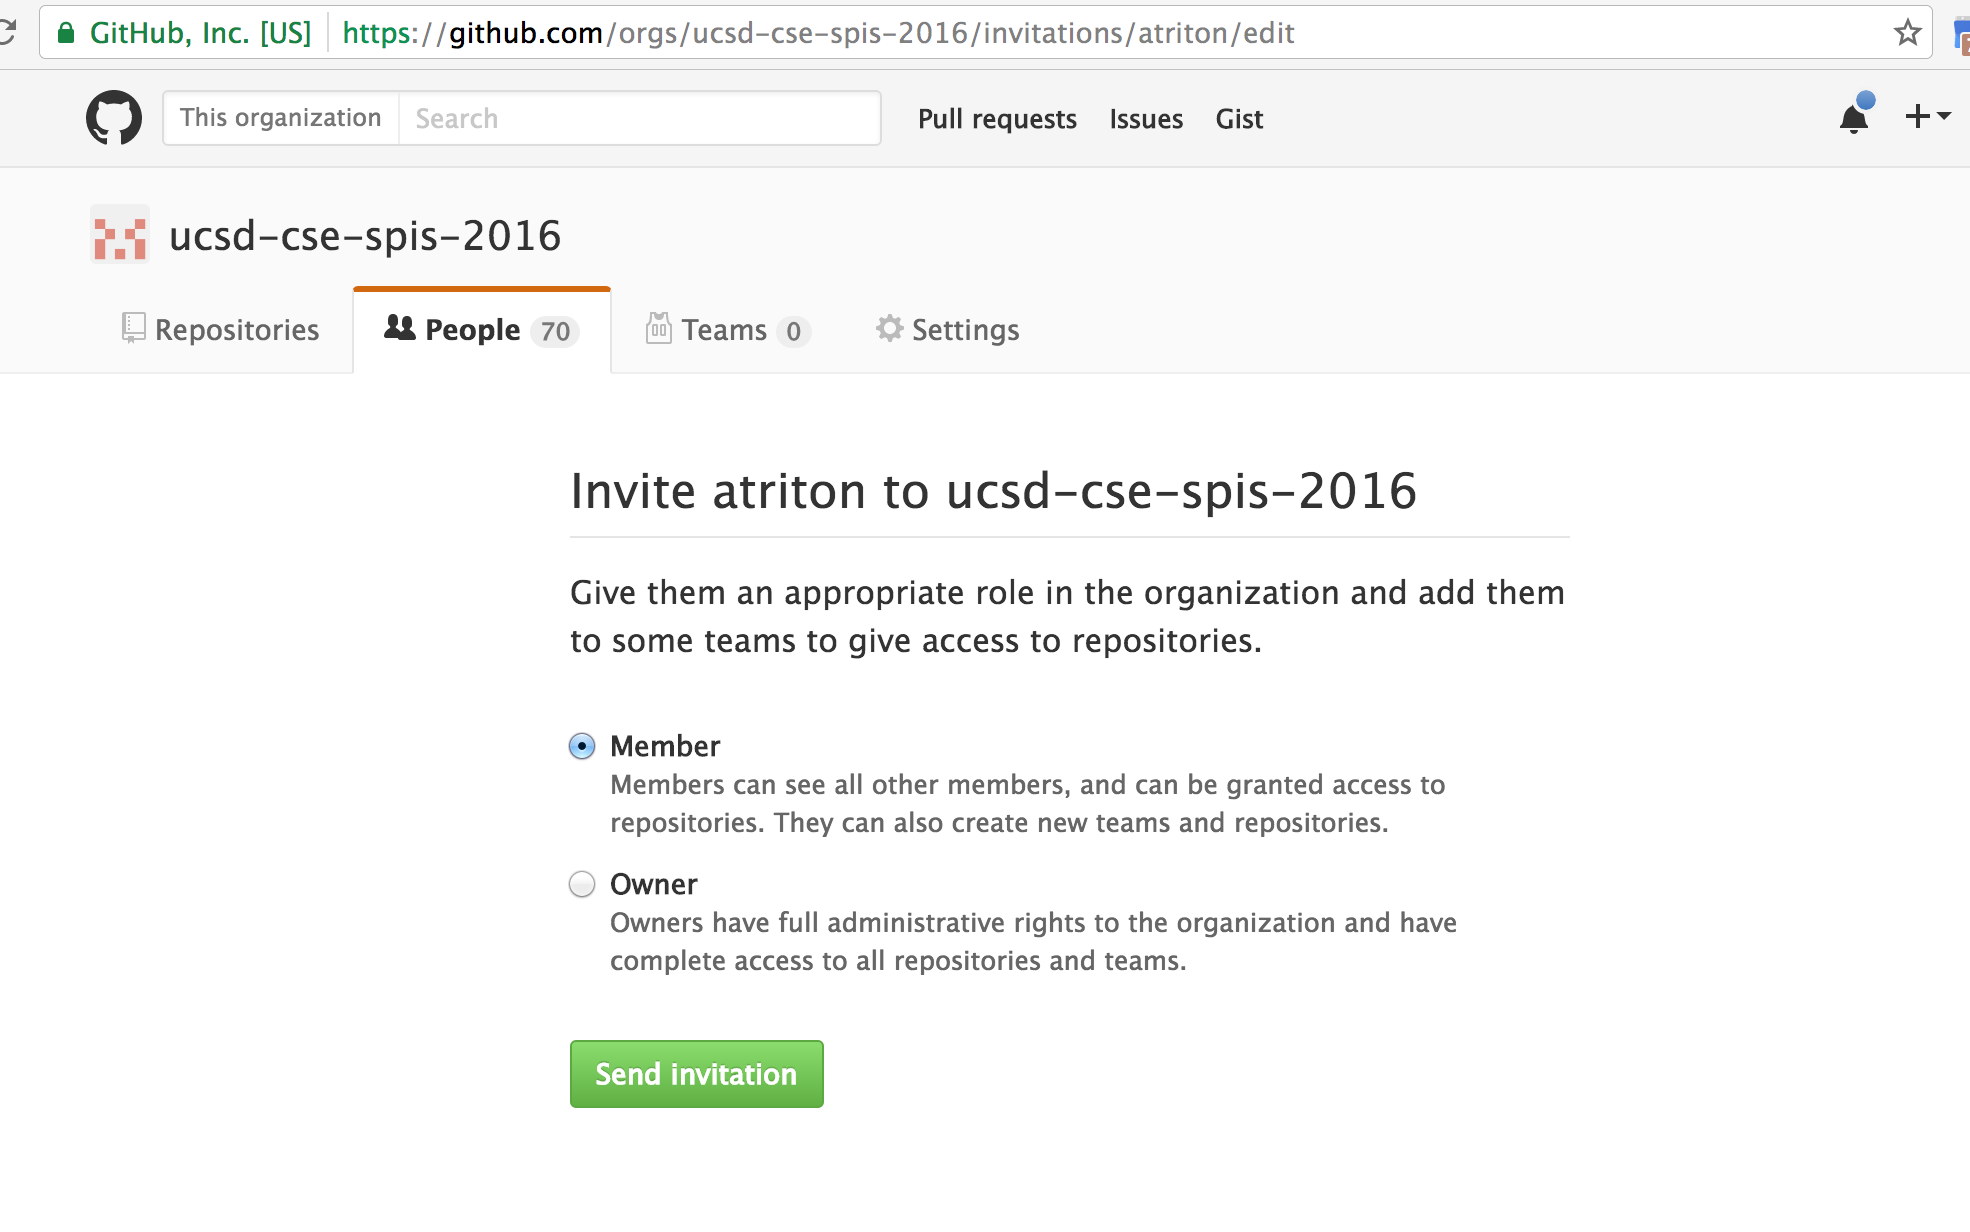 GitHub, Inc. [US] https://github.com/orgs/ucsd-cse-spis-2016/invitations/atriton/edit
This organization Search Pull requests Issues Gist
ucsd-cse-spis-2016
Repositories People 70 Teams 0 Settings
Invite atriton to ucsd-cse-spis-2016
Give them an appropriate role in the organization and add them
to some teams to give access to repositories.
Member
Members can see all other members, and can be granted access to
repositories. They can also create new teams and repositories.
Owner
Owners have full administrative rights to the organization and have
complete access to all repositories and teams.
Send invitation